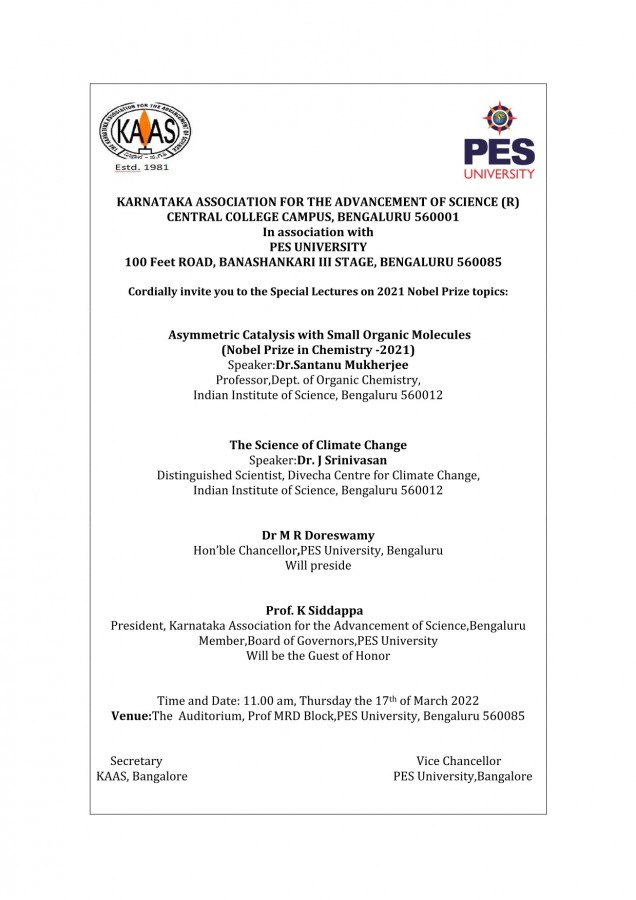 THE KARNATAKA ASSOCIATION FOR THE ADVANCEMENT OF SCIENCE
KAAS
Estd. 1981
PES
UNIVERSITY
KARNATAKA ASSOCIATION FOR THE ADVANCEMENT OF SCIENCE (R)
CENTRAL COLLEGE CAMPUS, BENGALURU 560001
In association with
PES UNIVERSITY
100 Feet ROAD, BANASHANKARI III STAGE, BENGALURU 560085
Cordially invite you to the Special Lectures on 2021 Nobel Prize topics:
Asymmetric Catalysis with Small Organic Molecules
(Nobel Prize in Chemistry -2021)
Speaker:Dr.Santanu Mukherjee
Professor,Dept. of Organic Chemistry,
Indian Institute of Science, Bengaluru 560012
The Science of Climate Change
Speaker:Dr. J Srinivasan
Distinguished Scientist, Divecha Centre for Climate Change,
Indian Institute of Science, Bengaluru 560012
Dr M R Doreswamy
Hon’ble Chancellor,PES University, Bengaluru
Will preside
Prof. K Siddappa
President, Karnataka Association for the Advancement of Science,Bengaluru
Member,Board of Governors,PES University
Will be the Guest of Honor
Time and Date: 11.00 am, Thursday the 17th of March 2022
Venue:The Auditorium, Prof MRD Block,PES University, Bengaluru 560085
Secretary
KAAS, Bangalore
Vice Chancellor
PES University,Bangalore